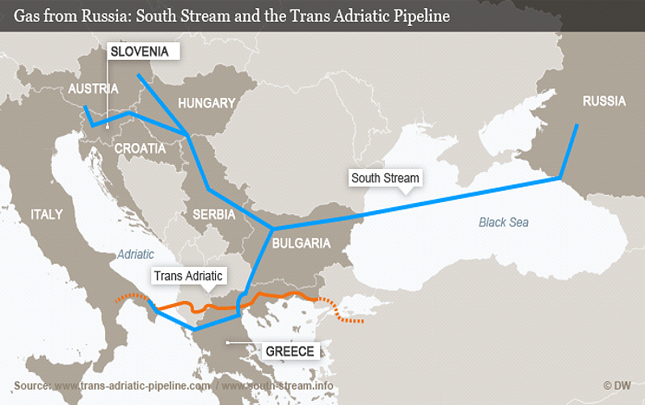 Gas from Russia: South Stream and the Trans Adriatic Pipeline
SLOVENIA
AUSTRIA
HUNGARY
RUSSIA
CROATIA
South Stream
ITALY
SERBIA
Black Sea
BULGARIA
Adriatic
Trans Adriatic
GREECE
Source: www.trans-adriatic-pipeline.com / www.south-stream.info
© DW